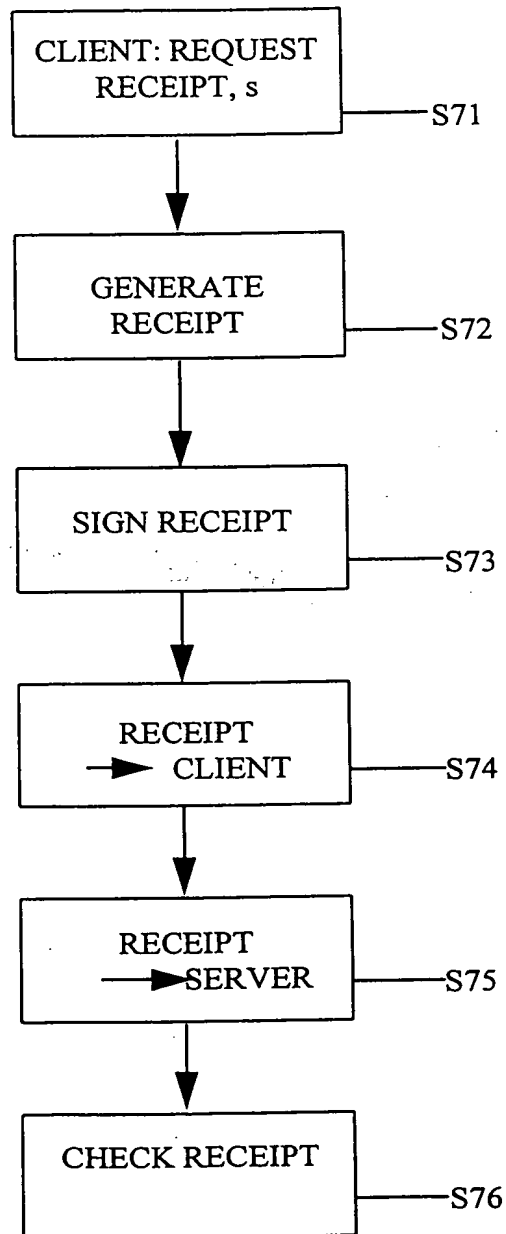 CLIENT: REQUEST
RECEIPT, s
S71
GENERATE
RECEIPT
S72
SIGN RECEIPT
S73
RECEIPT
CLIENT
S74
RECEIPT
SERVER
S75
CHECK RECEIPT
S76